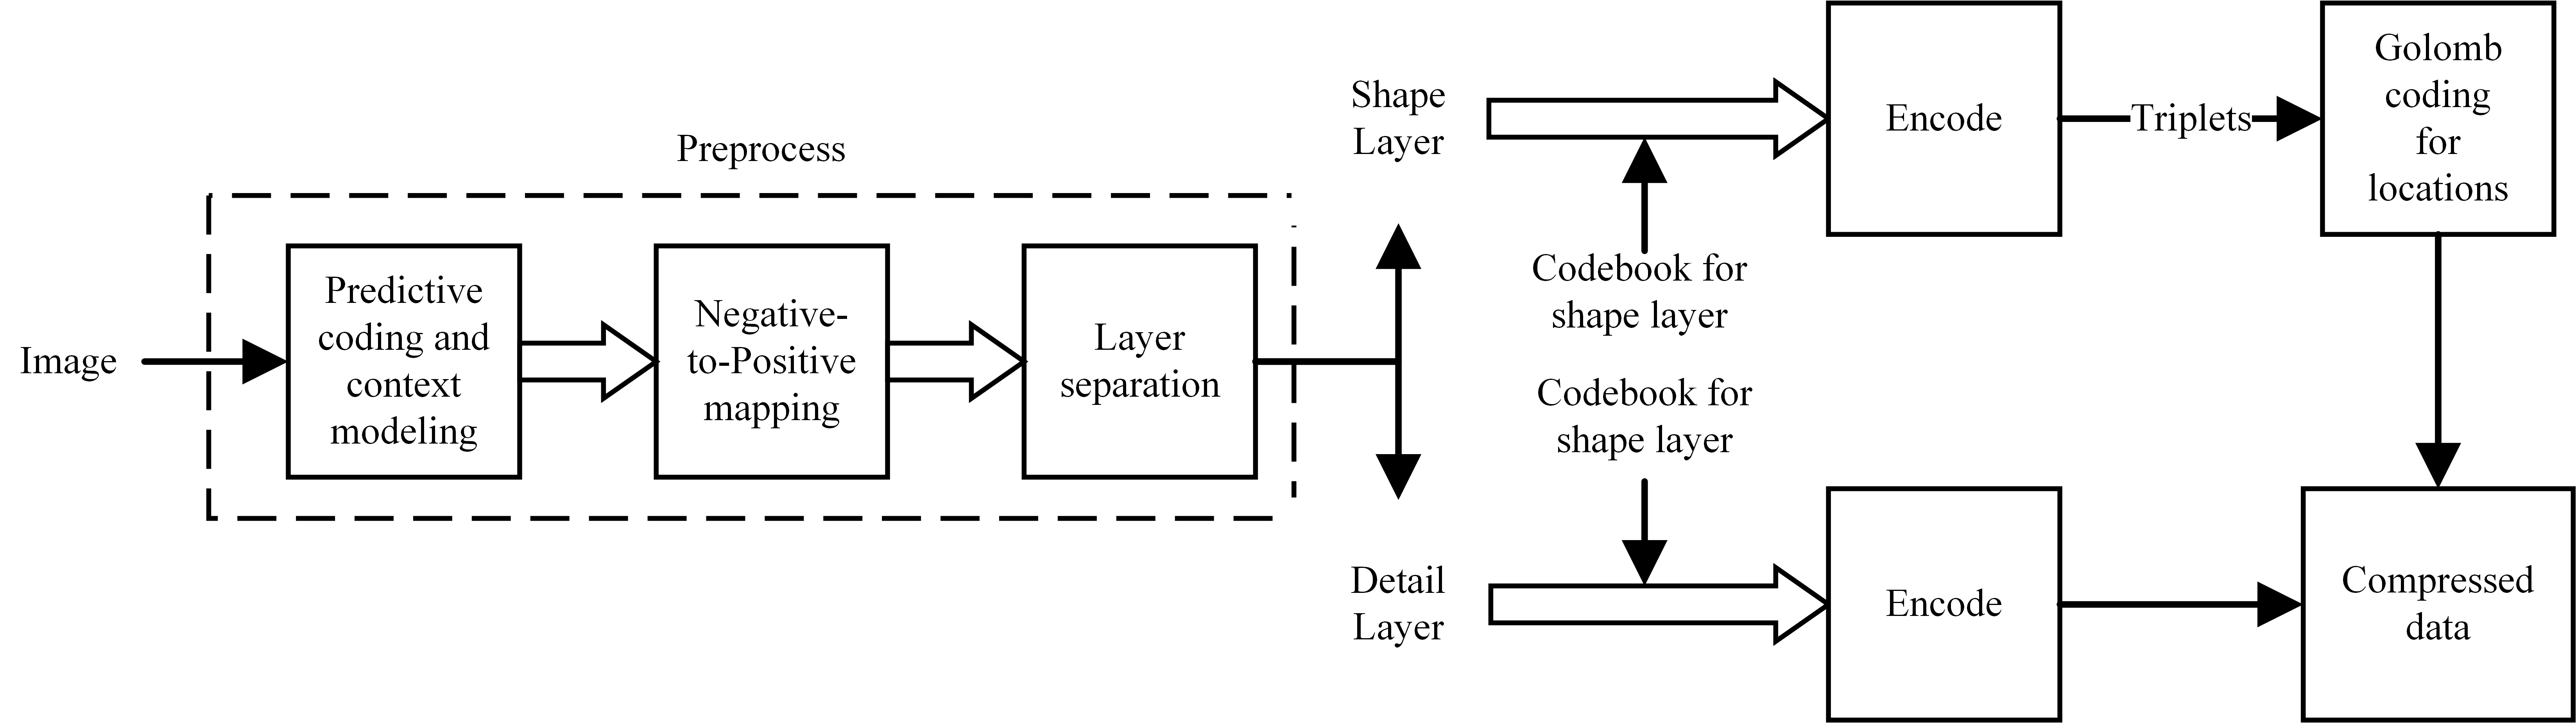 Image
Preprocess
Predictive
coding and
context
modeling
Negative-
to-Positive
mapping
Layer
separation
Shape
Layer
Codebook for
shape layer
Encode
Triplets
Golomb
coding
for
locations
Codebook for
shape layer
Detail
Layer
Encode
Compressed
data